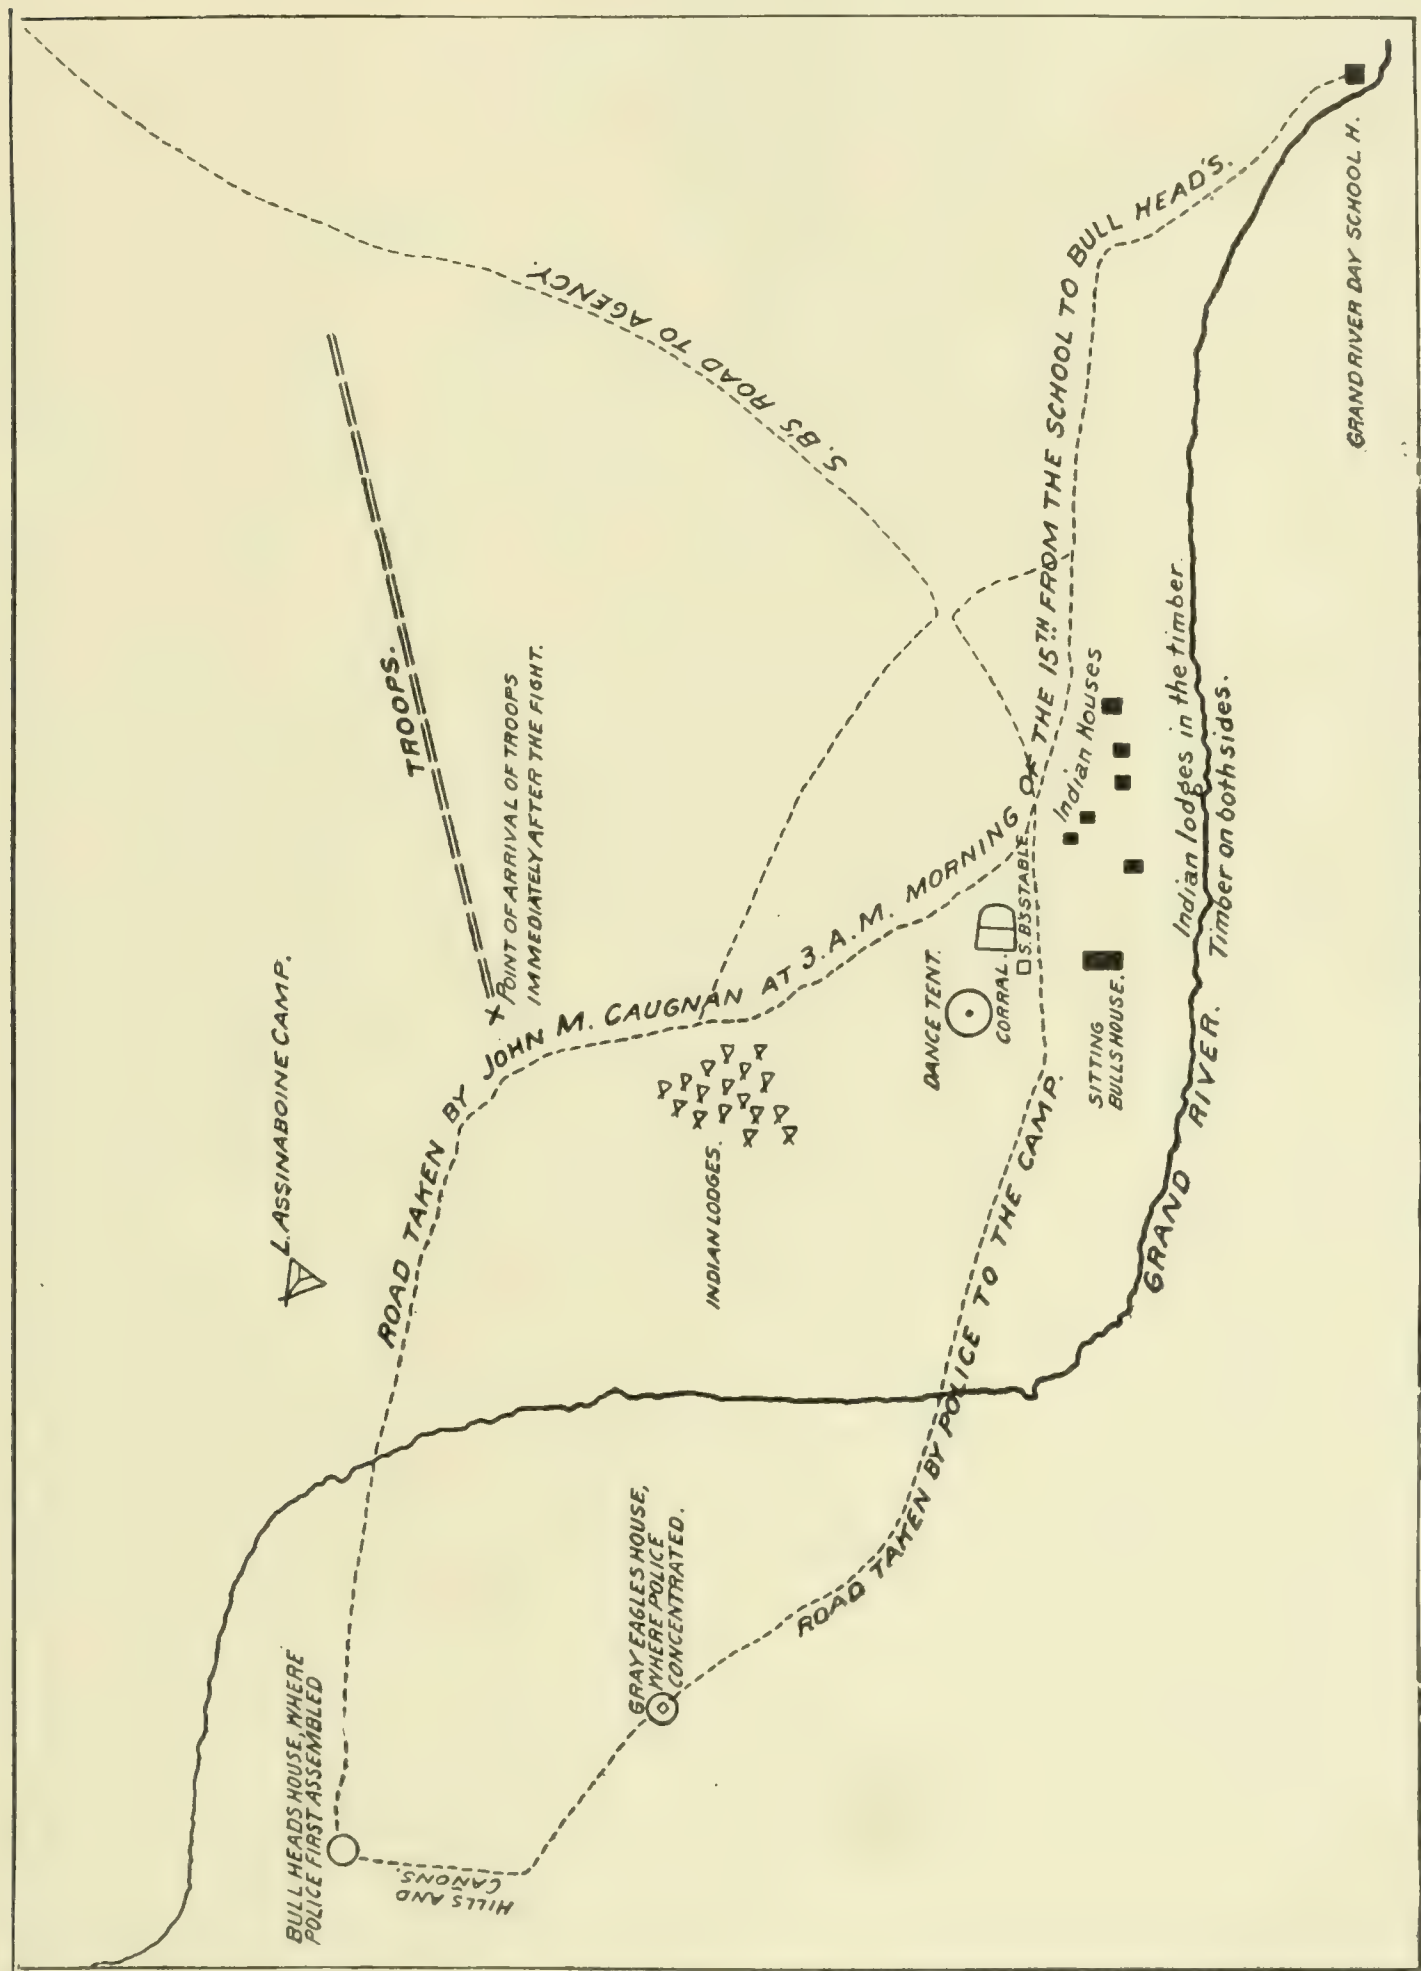 BULL HEADS HOUSE, WHERE
POLICE FIRST ASSEMBLED
HILLS AND
CAÑONS.
GRAY EAGLES HOUSE,
WHERE POLICE
CONCENTRATED.
ROAD TAKEN BY POLICE TO THE CAMP.
L. ASSINABOINE CAMP.
ROAD TAKEN BY JOHN M. CAUGNAN AT 3. A.M. MORNING OF THE 15TH FROM THE SCHOOL TO BULL HEAD'S.
TROOPS.
POINT OF ARRIVAL OF TROOPS
IMMEDIATELY AFTER THE FIGHT.
S. B'S ROAD TO AGENCY.
INDIAN LODGES.
DANCE TENT.
CORRAL.
S. B'S STABLE
Indian Houses
SITTING
BULLS HOUSE.
Indian lodges in the timber.
Timber on both sides.
GRAND RIVER.
GRAND RIVER DAY SCHOOL H.